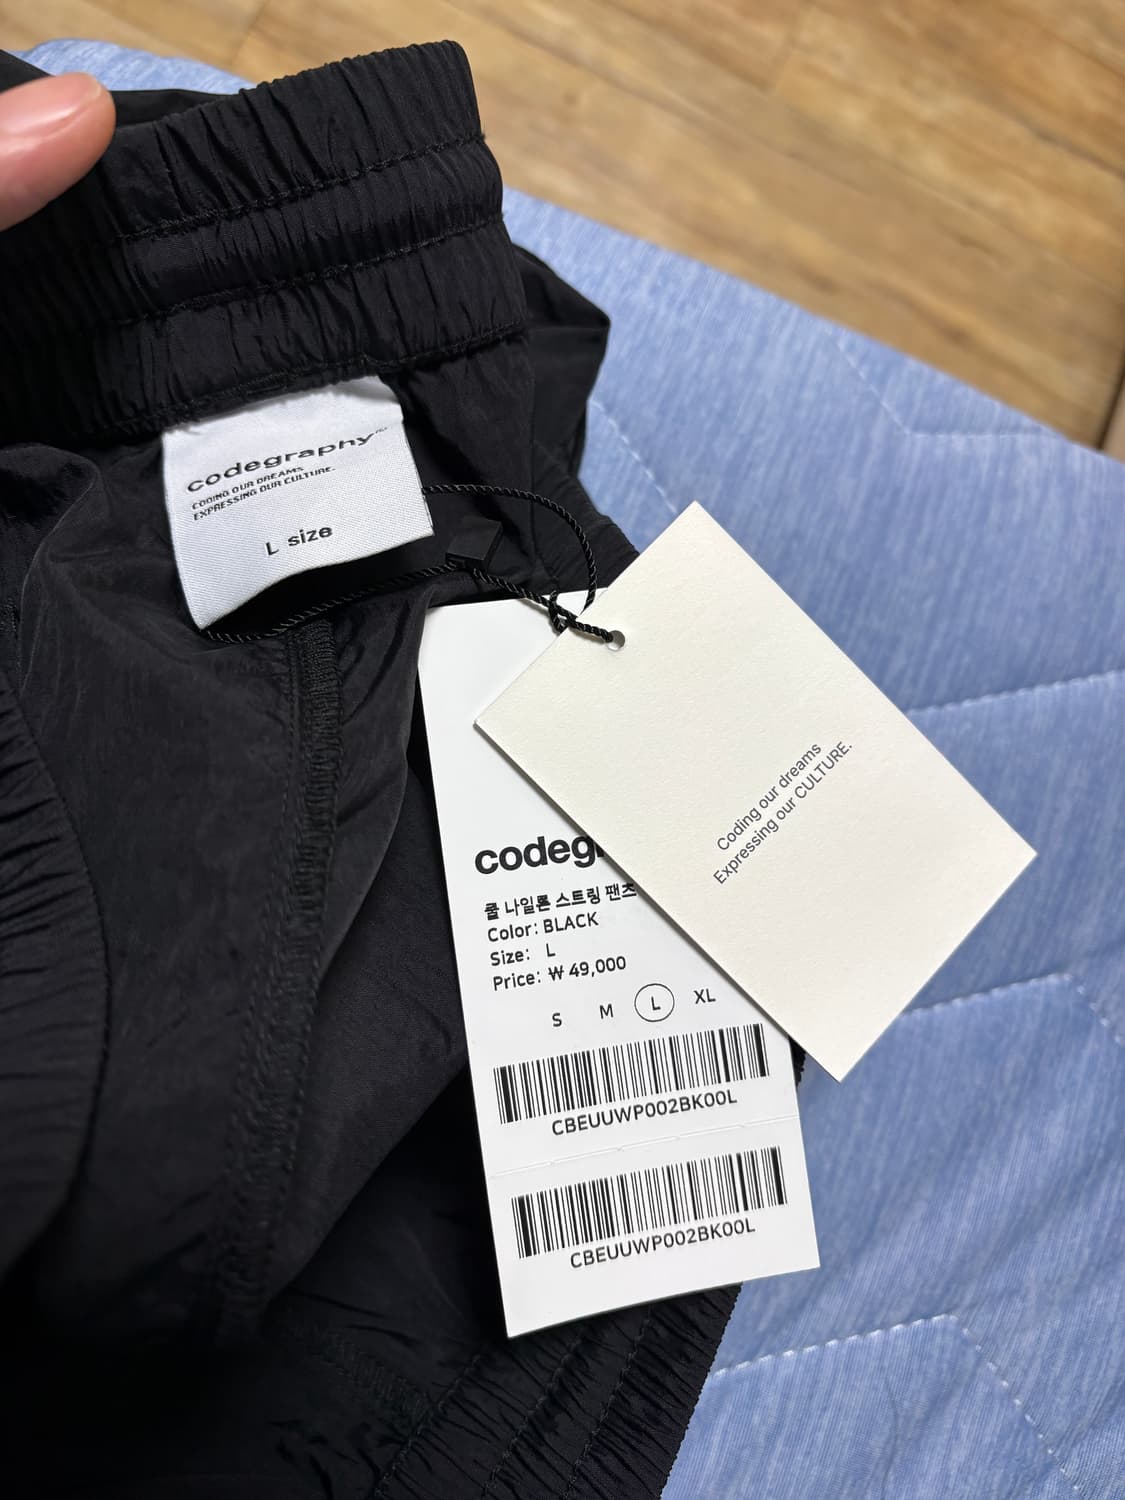 codegraphy
CODING OUR DREAMS
EXPRESSING OUR CULTURE.
L size
Coding our dreams
Expressing our CULTURE.
codegr
쿨 나일론 스트링 팬츠
Color: BLACK
Size: L
Price: ₩ 49,000
S M L XL
CBEUUWP002BK00L
CBEUUWP002BK00L